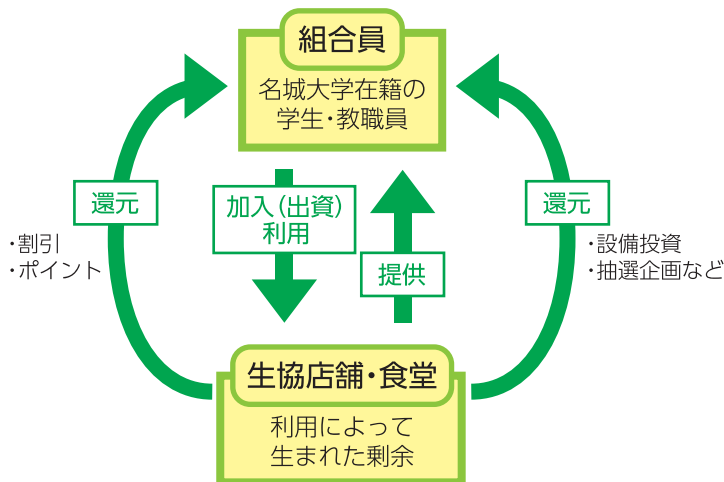 組合員
名城大学在籍の
学生・教職員
還元
・割引
・ポイント
加入（出資）
利用
提供
還元
・設備投資
・抽選企画など
生協店舗・食堂
利用によって
生まれた剰余